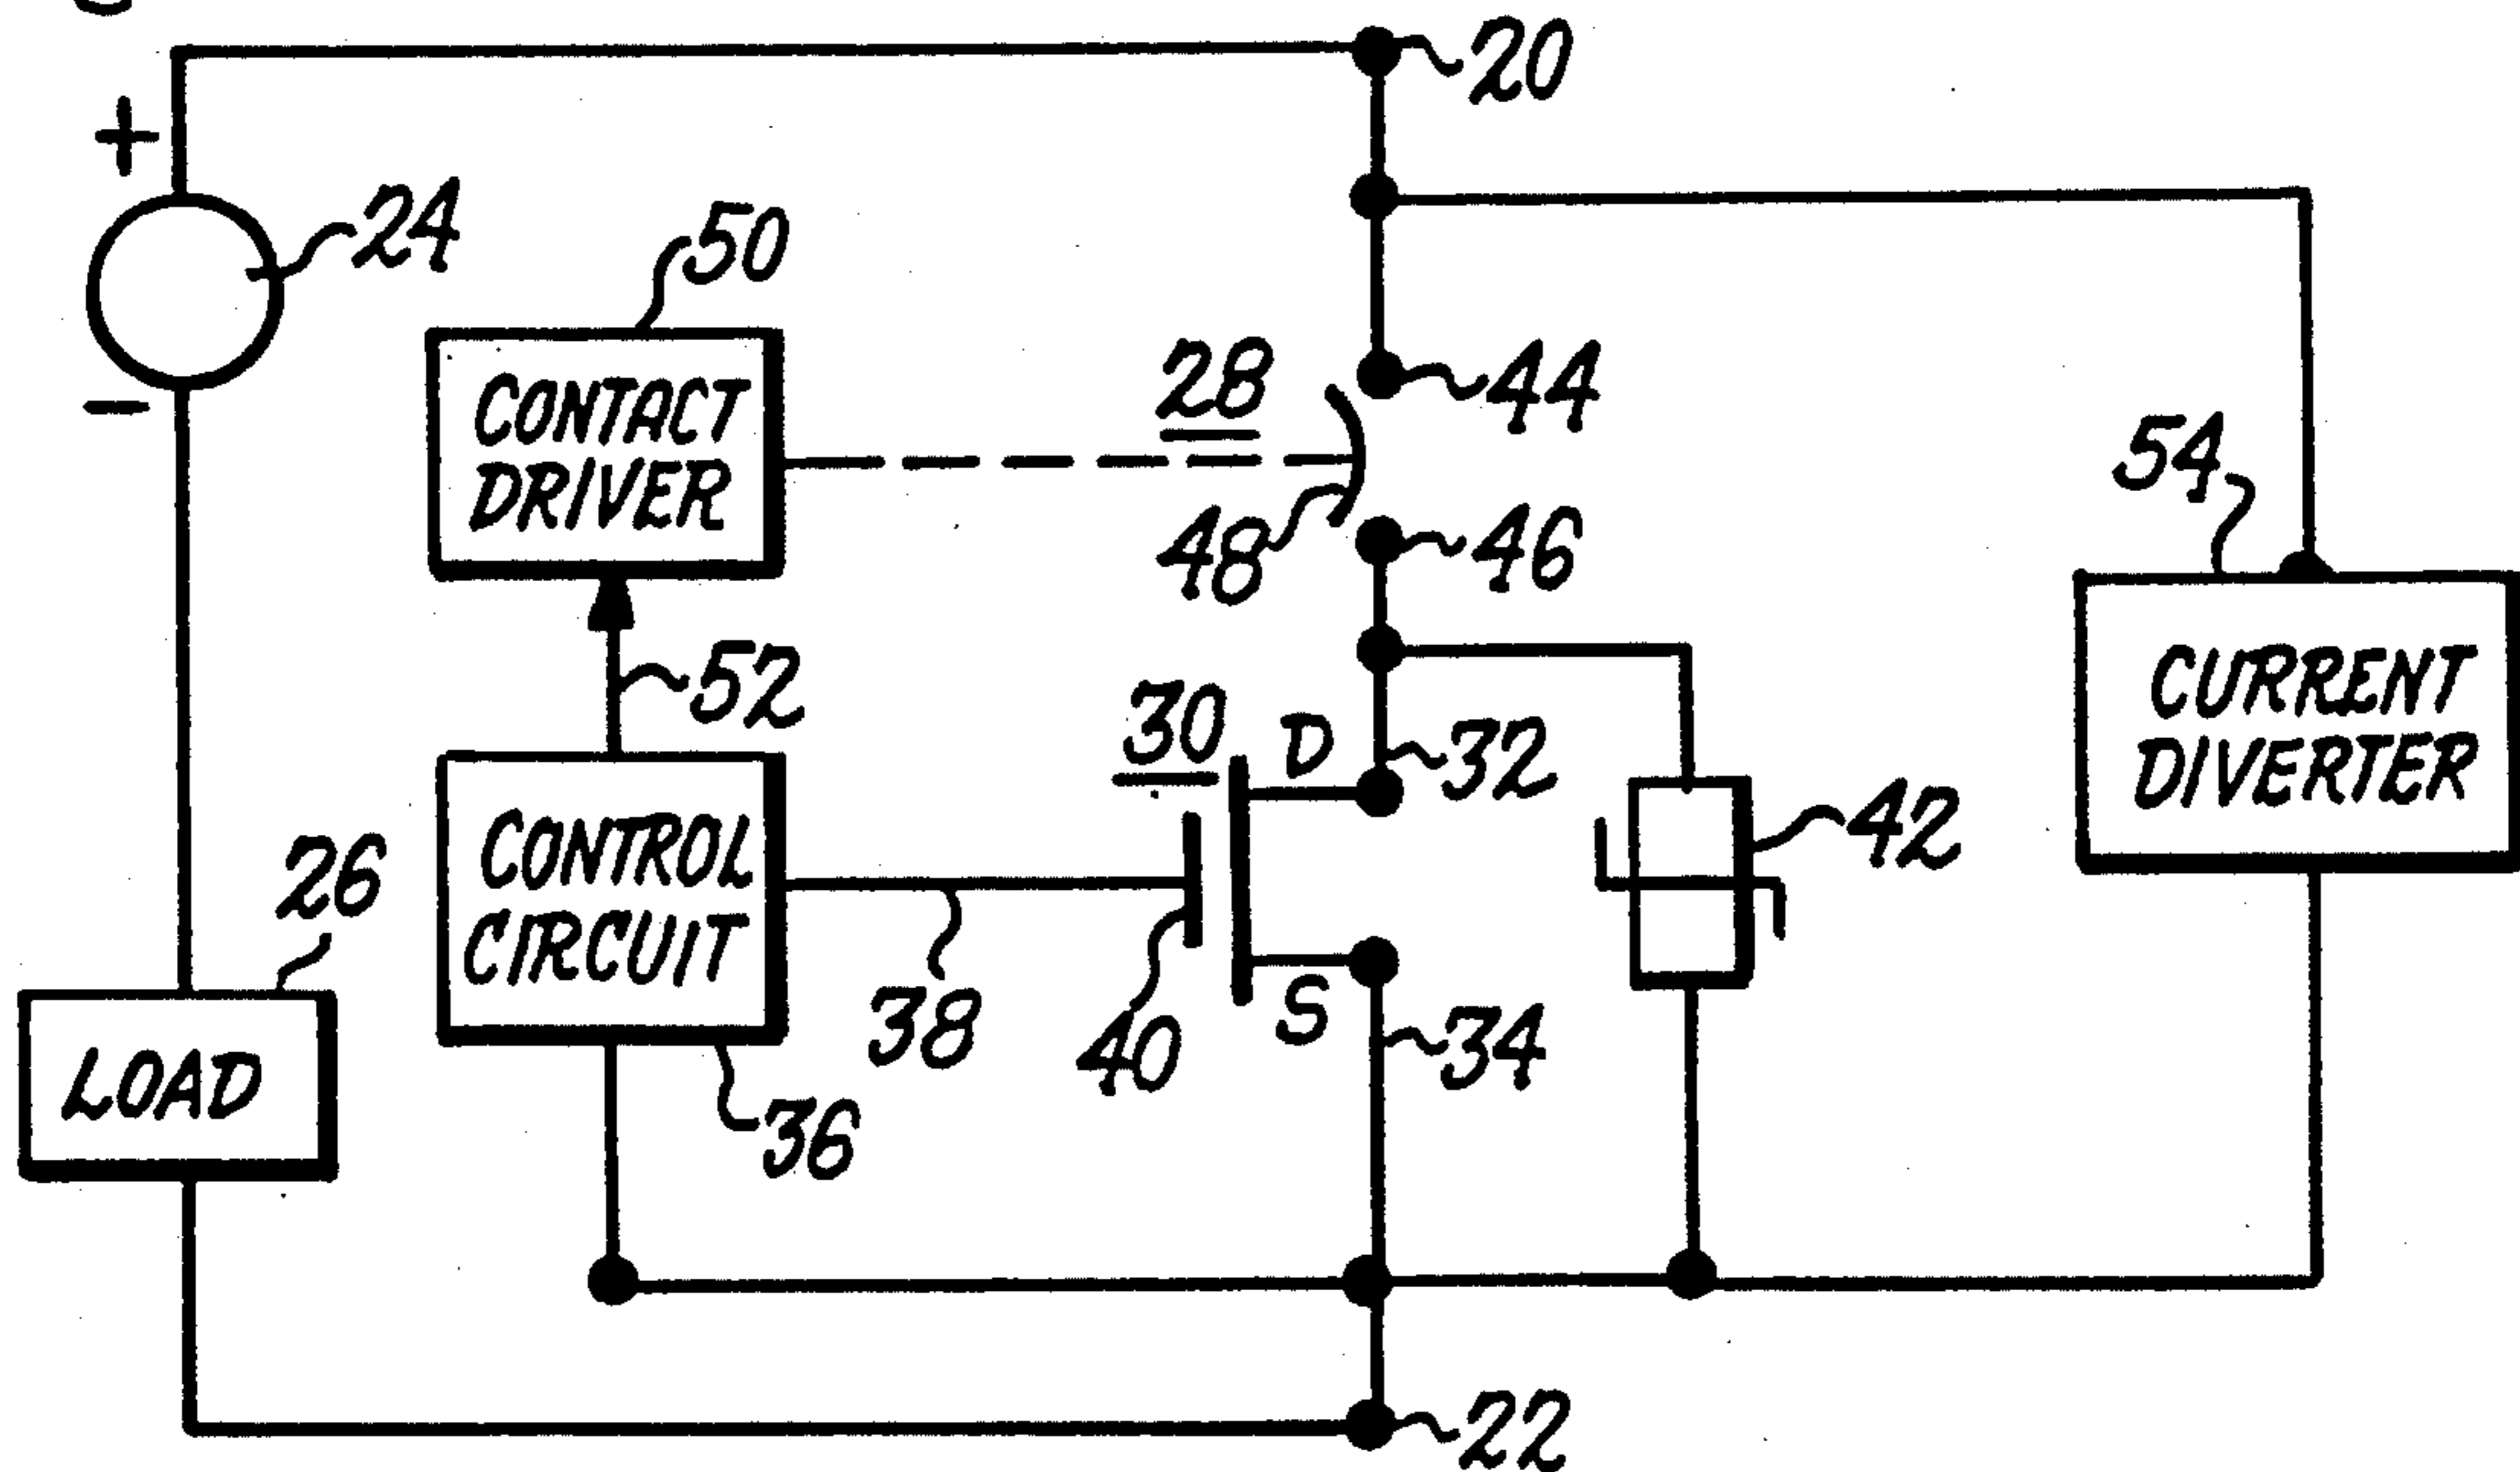 20
+
24
50
28
44
CONTACT
DRIVER
-
54
48
46
52
30
D
32
CURRENT
DIVERTER
42
CONTROL
CIRCUIT
26
38
40
S
34
LOAD
36
22